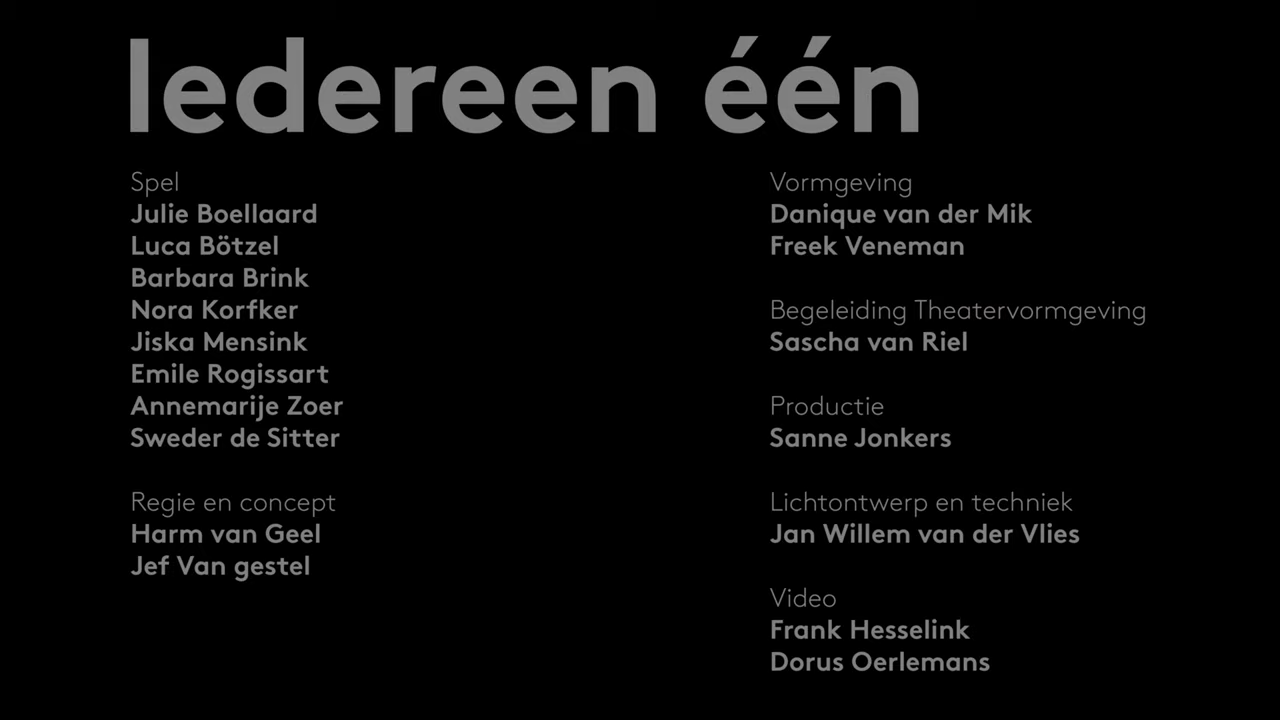 Iedereen één
Spel
Julie Boellaard
Luca Bötzel
Barbara Brink
Nora Korfker
Jiska Mensink
Emile Rogissart
Annemarije Zoer
Sweder de Sitter
Regie en concept
Harm van Geel
Jef Van gestel
Vormgeving
Danique van der Mik
Freek Veneman
Begeleiding Theatervormgeving
Sascha van Riel
Productie
Sanne Jonkers
Lichtontwerp en techniek
Jan Willem van der Vlies
Video
Frank Hesselink
Dorus Oerlemans